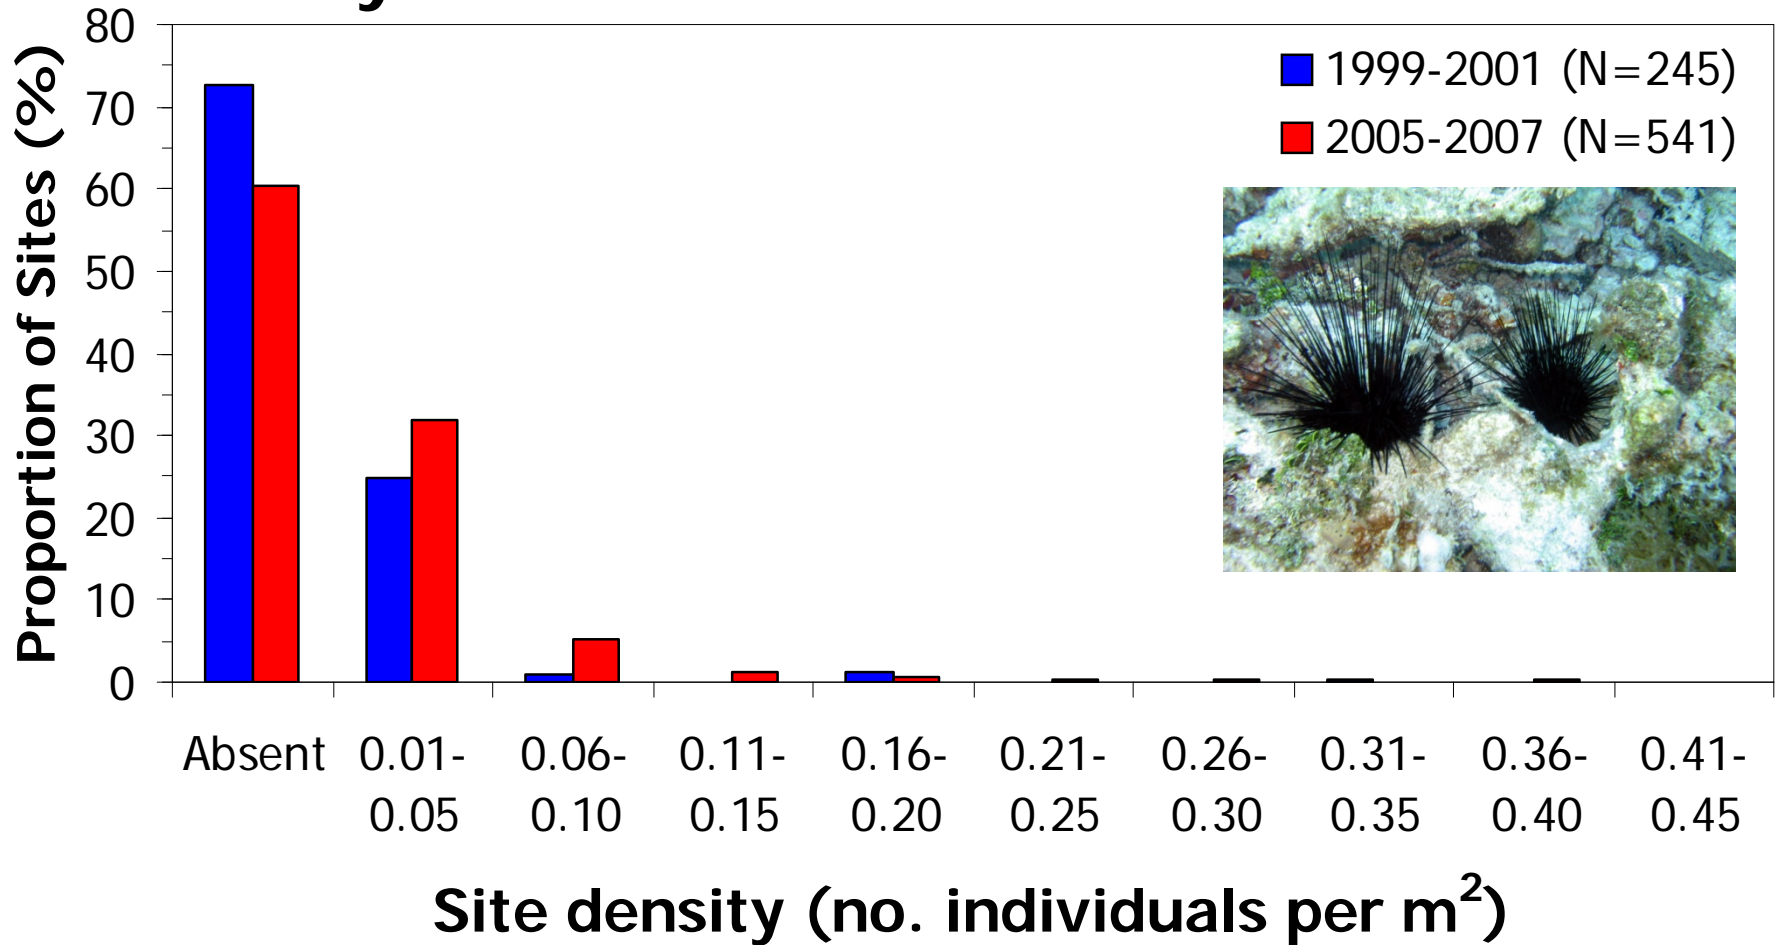 80
70
60
50
40
30
20
10
0
Proportion of Sites (%)
1999-2001 (N=245)
2005-2007 (N=541)
Absent 0.01-0.05 0.06-0.10 0.11-0.15 0.16-0.20 0.21-0.25 0.26-0.30 0.31-0.35 0.36-0.40 0.41-0.45
Site density (no. individuals per m²)